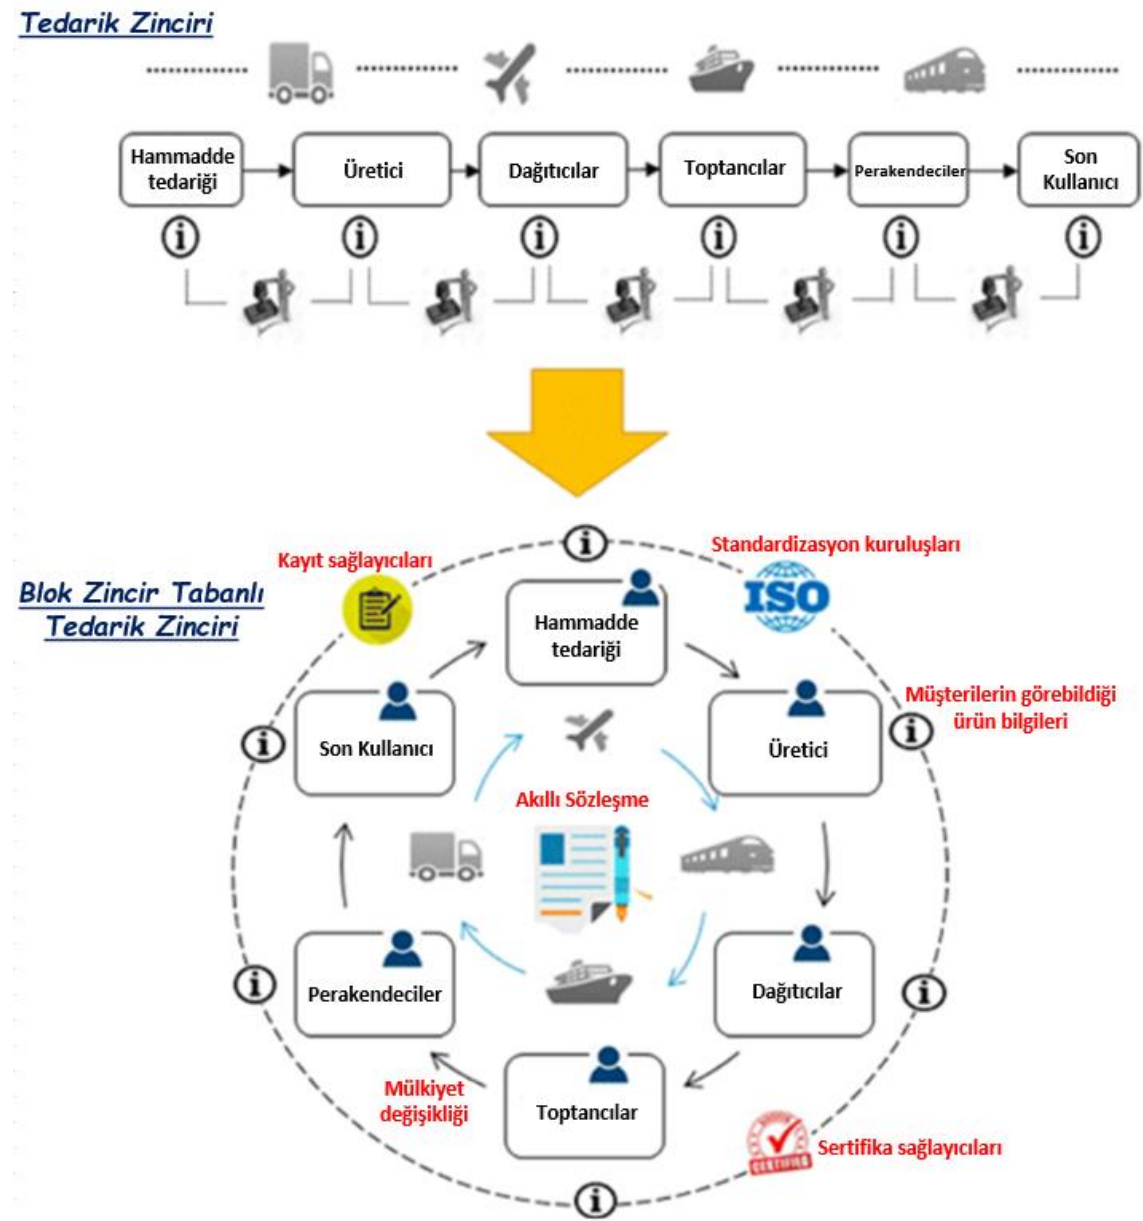 Tedarik Zinciri
Hammadde
tedariği
Üretici
Dağıtıcılar
Toptancılar
Perakendeciler
Son
Kullanıcı
i
i
i
i
i
i
i
Kayıt sağlayıcıları
Standardizasyon kuruluşları
Blok Zincir Tabanlı
Tedarik Zinciri
ISO
Hammadde
tedariği
Müşterilerin görebildiği
ürün bilgileri
i
i
Son Kullanıcı
Üretici
Akıllı Sözleşme
Perakendeciler
Dağıtıcılar
i
i
Mülkiyet
değişikliği
Toptancılar
CERTIFIED
Sertifika sağlayıcıları
i